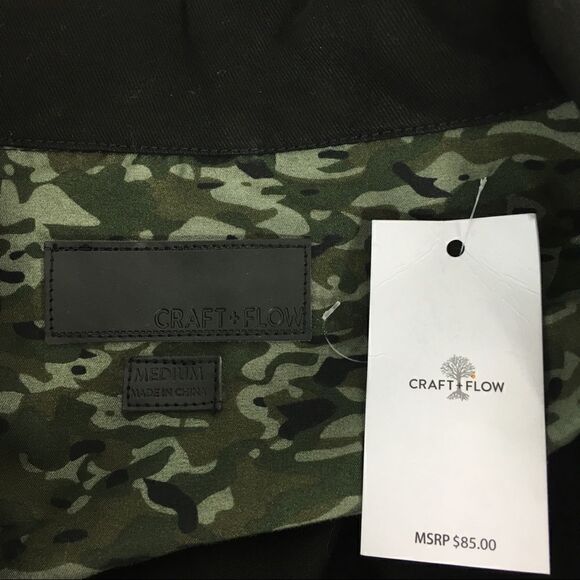 CRAFT+FLOW
MEDIUM
MADE IN CHINA
CRAFT+FLOW
MSRP $85.00